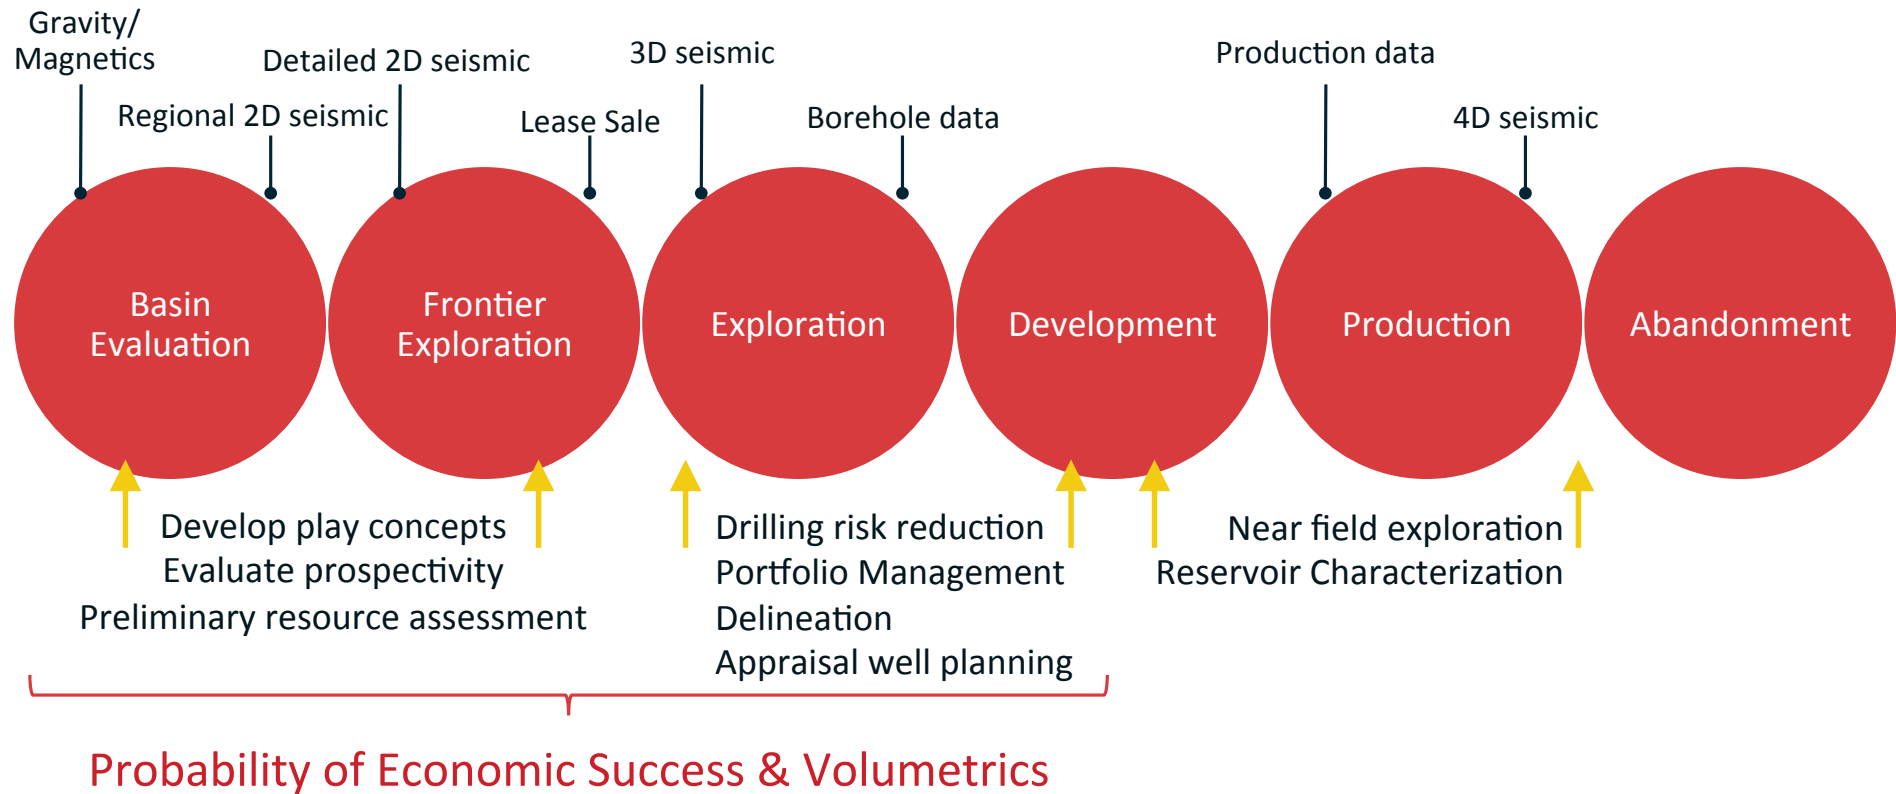 Gravity/
Magnetics
Regional 2D seismic
Detailed 2D seismic
Lease Sale
3D seismic
Borehole data
Production data
4D seismic
Basin
Evaluation
Frontier
Exploration
Exploration
Development
Production
Abandonment
Develop play concepts
Evaluate prospectivity
Preliminary resource assessment
Drilling risk reduction
Portfolio Management
Delineation
Appraisal well planning
Near field exploration
Reservoir Characterization
Probability of Economic Success & Volumetrics